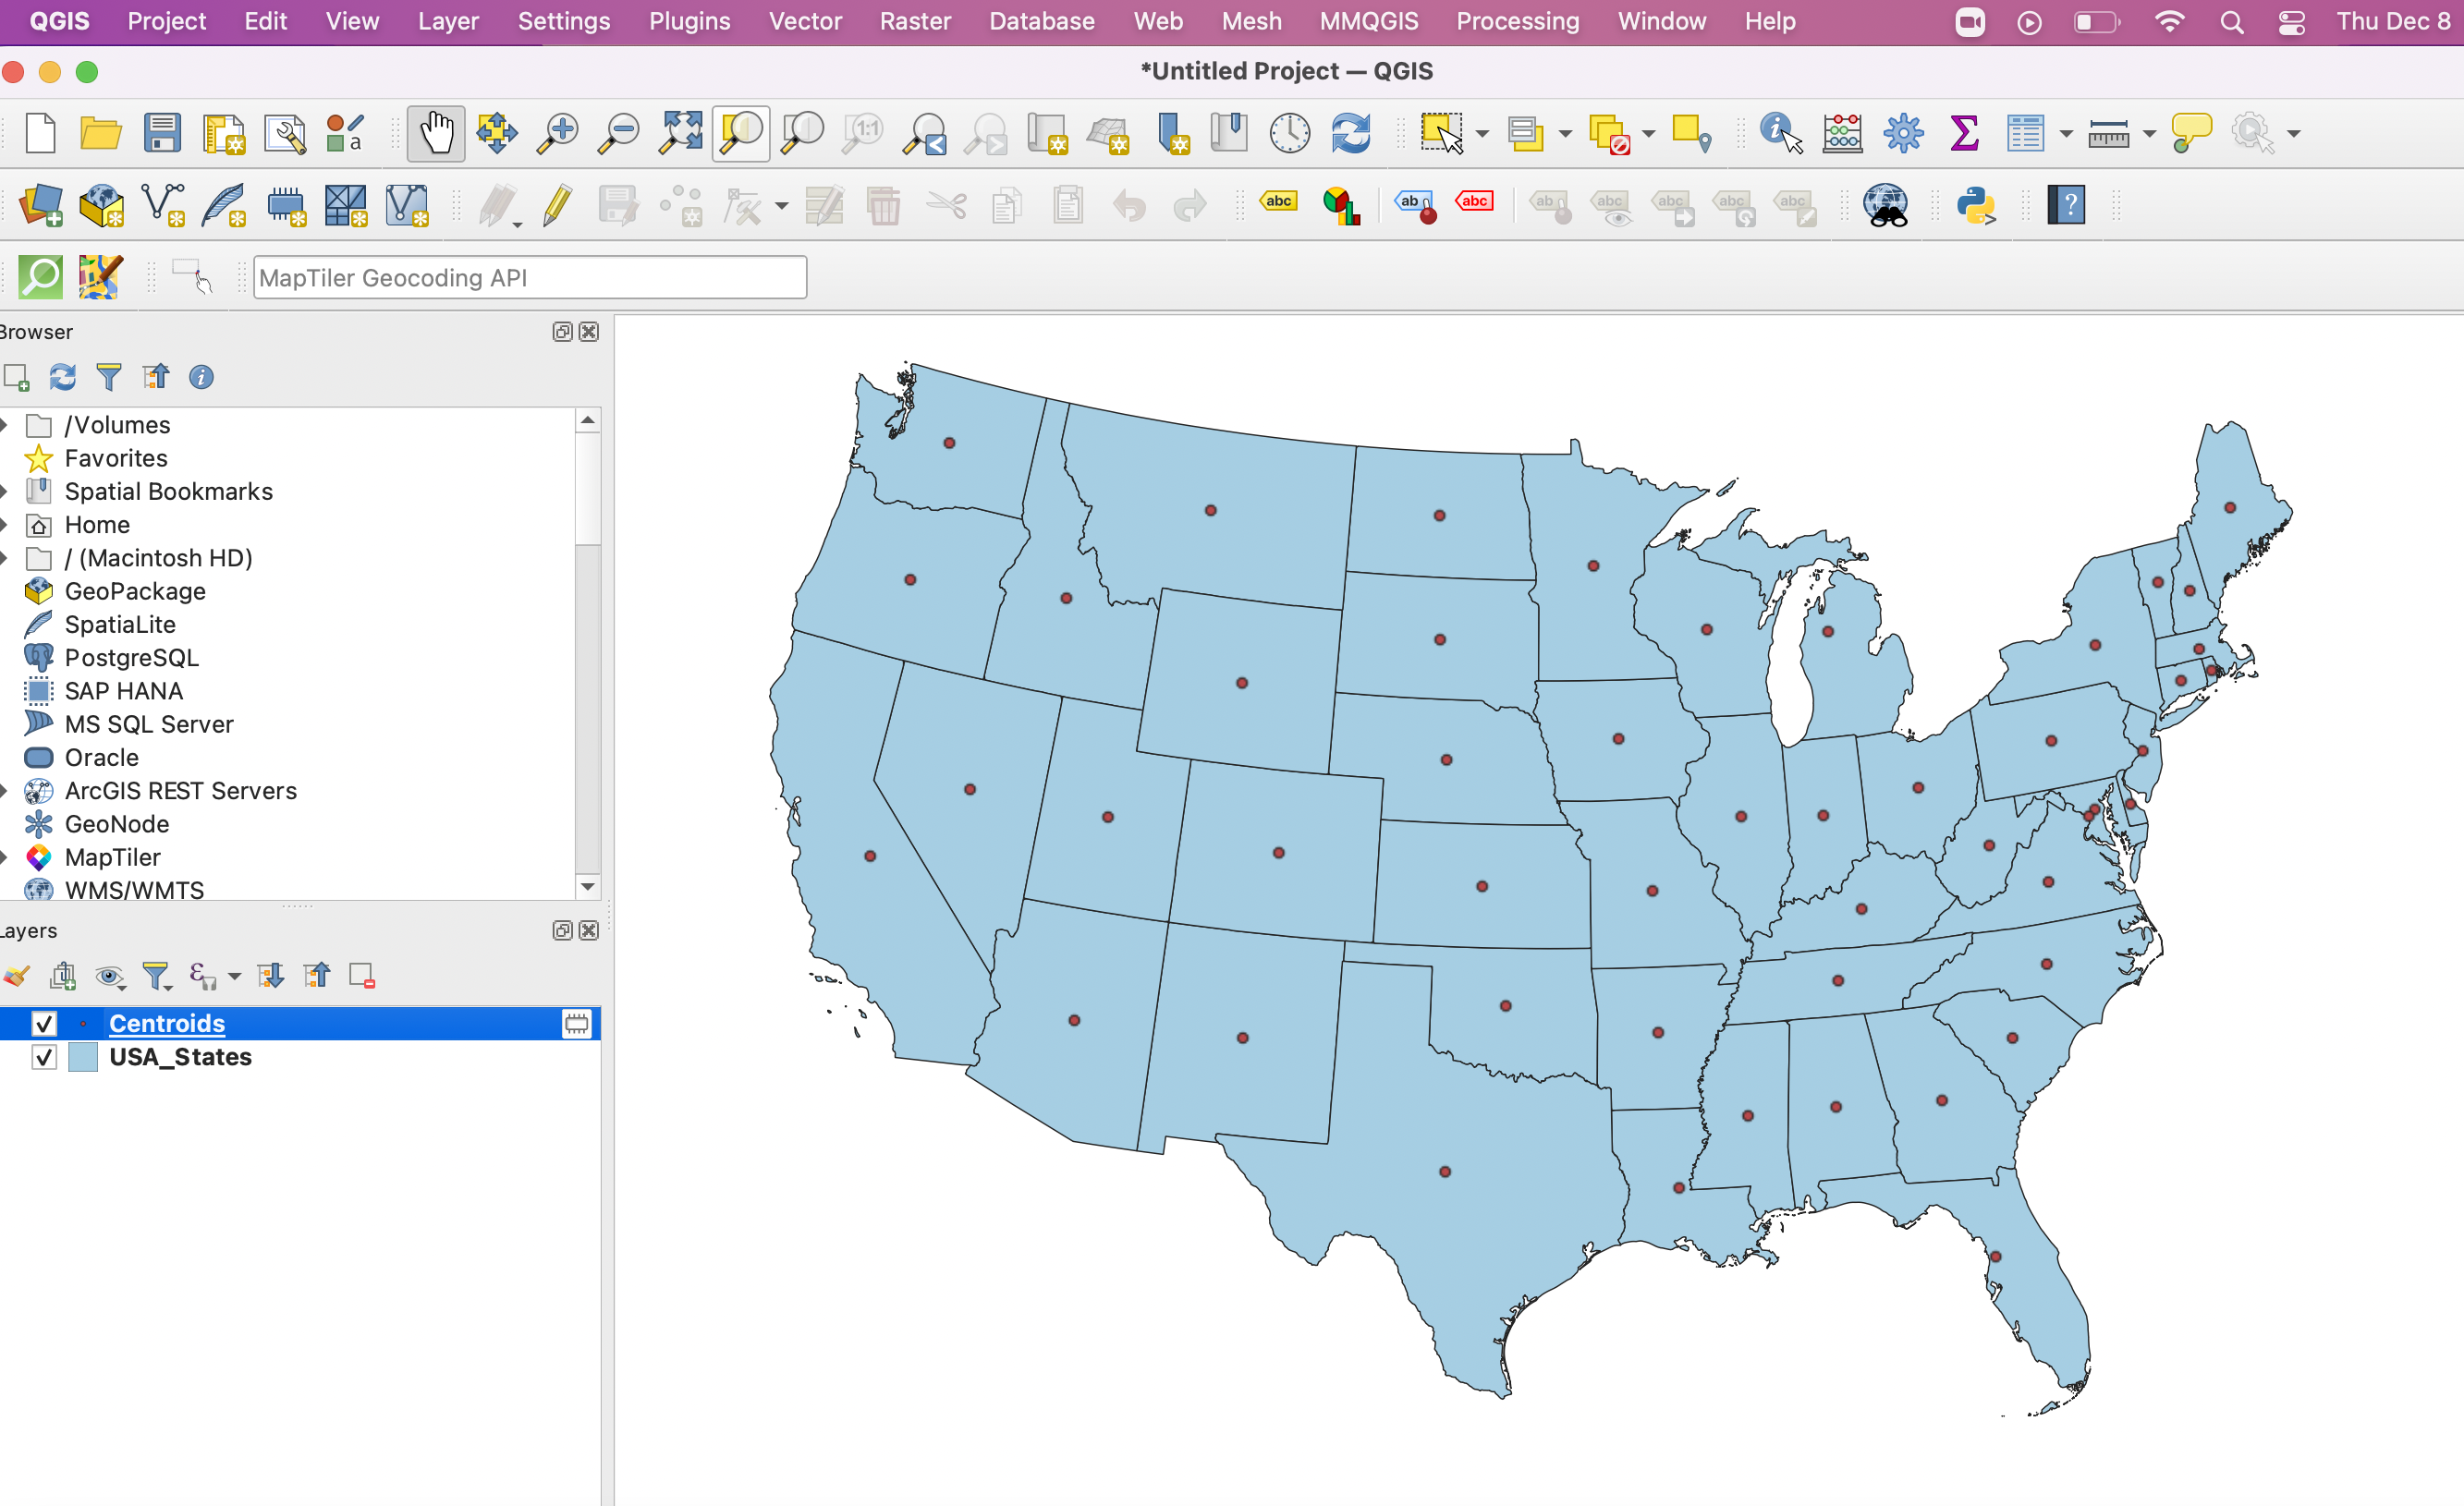 QGIS Project Edit View Layer Settings Plugins Vector Raster Database Web Mesh MMQGIS Processing Window Help Thu Dec 8
*Untitled Project — QGIS
a 1:1 Σ
abc ab abc ab abc abc abc abc ?
MapTiler Geocoding API
Browser
/Volumes
Favorites
Spatial Bookmarks
Home
/ (Macintosh HD)
GeoPackage
SpatiaLite
PostgreSQL
SAP HANA
MS SQL Server
Oracle
ArcGIS REST Servers
GeoNode
MapTiler
WMS/WMTS
Layers
ε
Centroids
USA_States